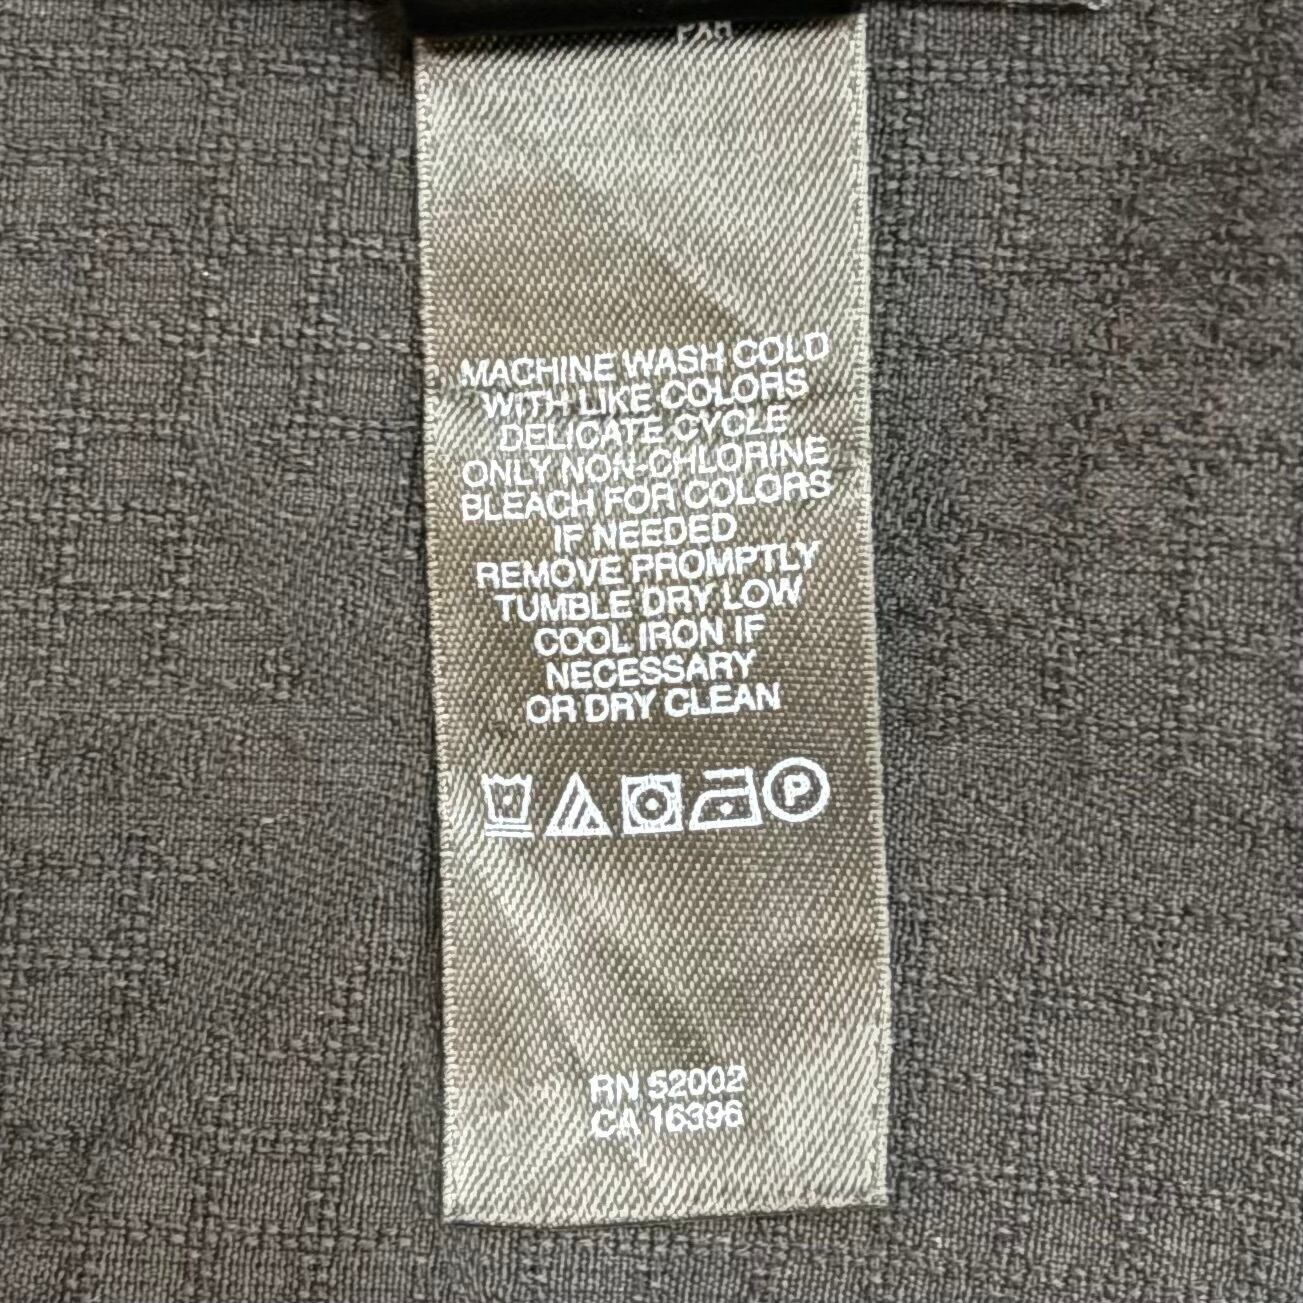 MACHINE WASH COLD
WITH LIKE COLORS
DELICATE CYCLE
ONLY NON-CHLORINE
BLEACH FOR COLORS
IF NEEDED
REMOVE PROMPTLY
TUMBLE DRY LOW
COOL IRON IF
NECESSARY
OR DRY CLEAN
P
RN 52002
CA 16396